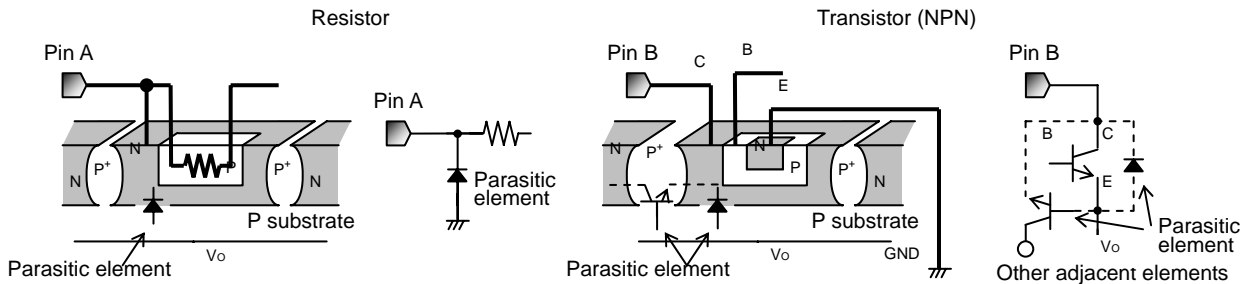 Resistor
Transistor (NPN)
Pin A
Pin B
C
B
E
Pin B
Pin A
N
P+
N
P+
N
P
P+
N
Parasitic
element
N
P+
N
P
P+
N
B
C
E
P substrate
P substrate
Parasitic element
VO
Parasitic element
VO
GND
VO
Parasitic
element
Other adjacent elements